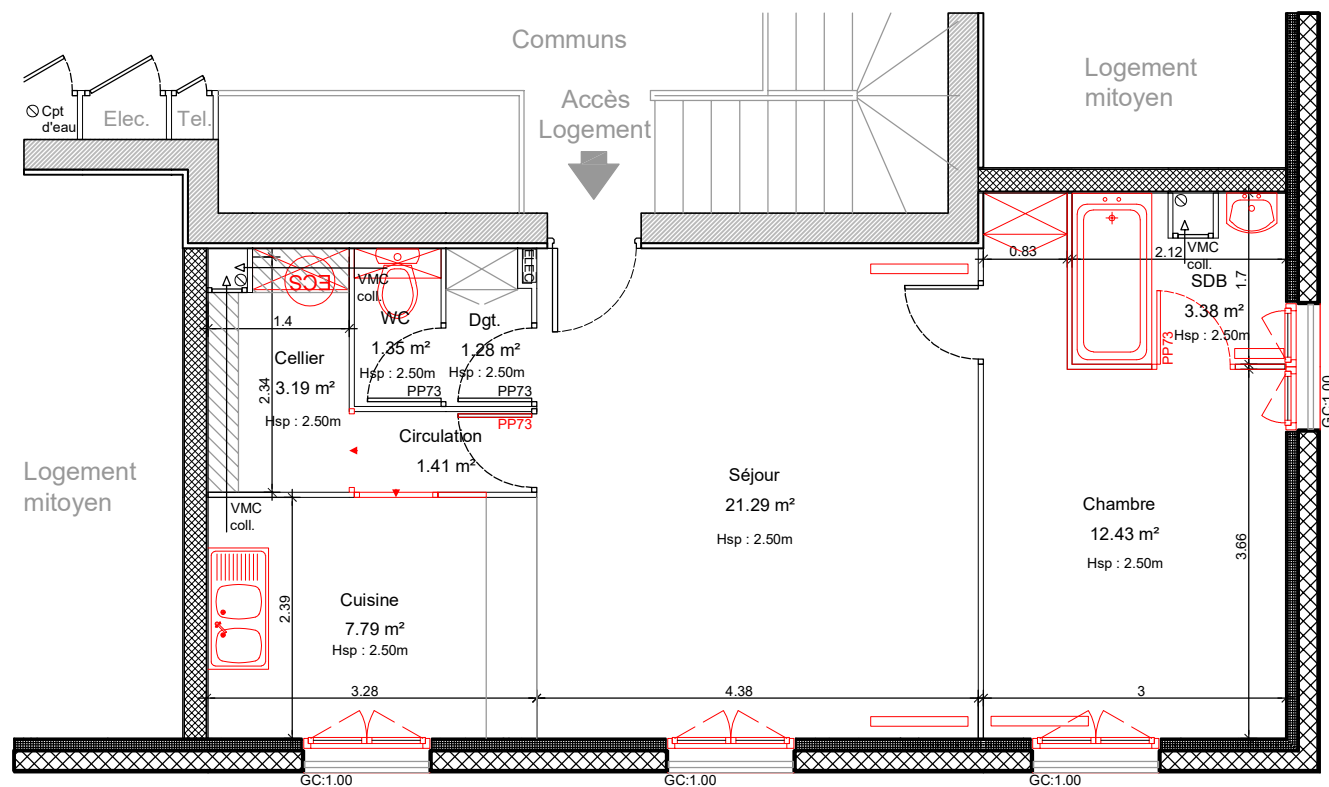 Communs
Logement
mitoyen
Accès
Logement
Cpt
d'eau
Elec.
Tel.
ELEC
ECS
VMC
coll.
0.83
2.12
VMC
coll.
1.7
SDB
3.38 m²
Hsp : 2.50m
PP73
1.4
WC
1.35 m²
Hsp : 2.50m
PP73
Dgt.
1.28 m²
Hsp : 2.50m
PP73
PP73
Cellier
3.19 m²
Hsp : 2.50m
2.34
Circulation
1.41 m²
GC:1.00
Logement
mitoyen
VMC
coll.
Séjour
21.29 m²
Hsp : 2.50m
Chambre
12.43 m²
Hsp : 2.50m
3.66
2.39
Cuisine
7.79 m²
Hsp : 2.50m
3.28
4.38
3
GC:1.00
GC:1.00
GC:1.00